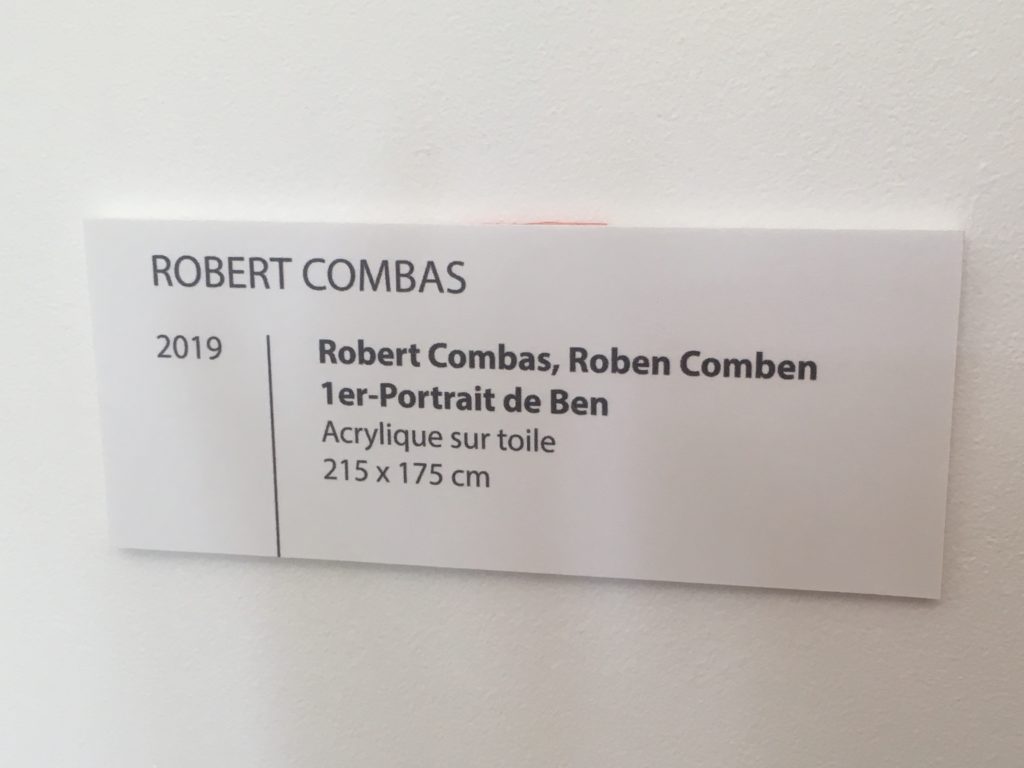 ROBERT COMBAS
2019
Robert Combas, Roben Comben
1er-Portrait de Ben
Acrylique sur toile
215 x 175 cm